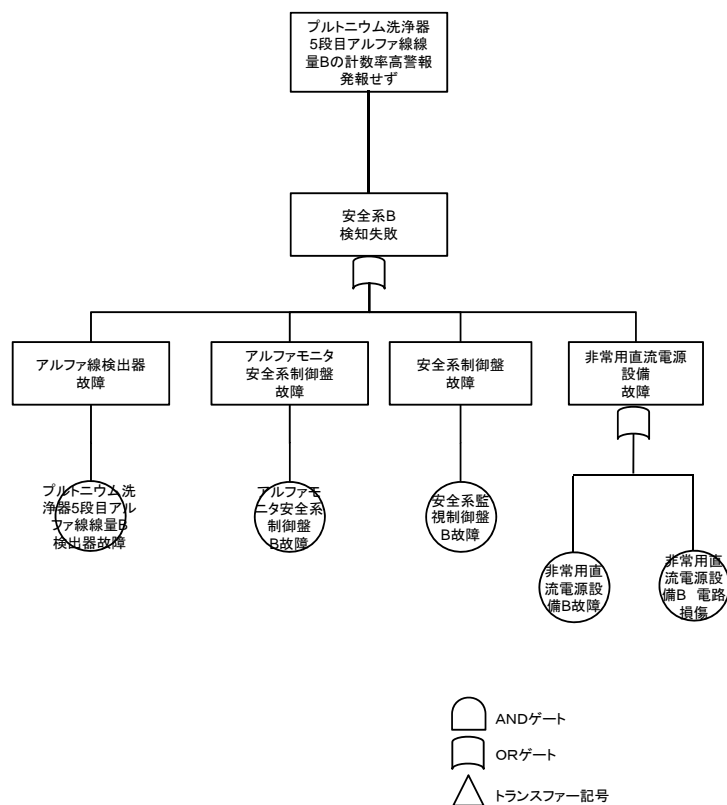 プルトニウム洗浄器
5段目アルファ線線
量Bの計数率高警報
発報せず
安全系B
検知失敗
アルファ線検出器
故障
アルファモニタ
安全系制御盤
故障
安全系制御盤
故障
非常用直流電源
設備
故障
プルトニウム洗
浄器5段目アル
ファ線線量B
検出器故障
アルファモ
ニタ安全系
制御盤
B故障
安全系監
視制御盤
B故障
非常用直
流電源設
備B故障
非常用直
流電源設
備B 電路
損傷
ANDゲート
ORゲート
トランスファー記号